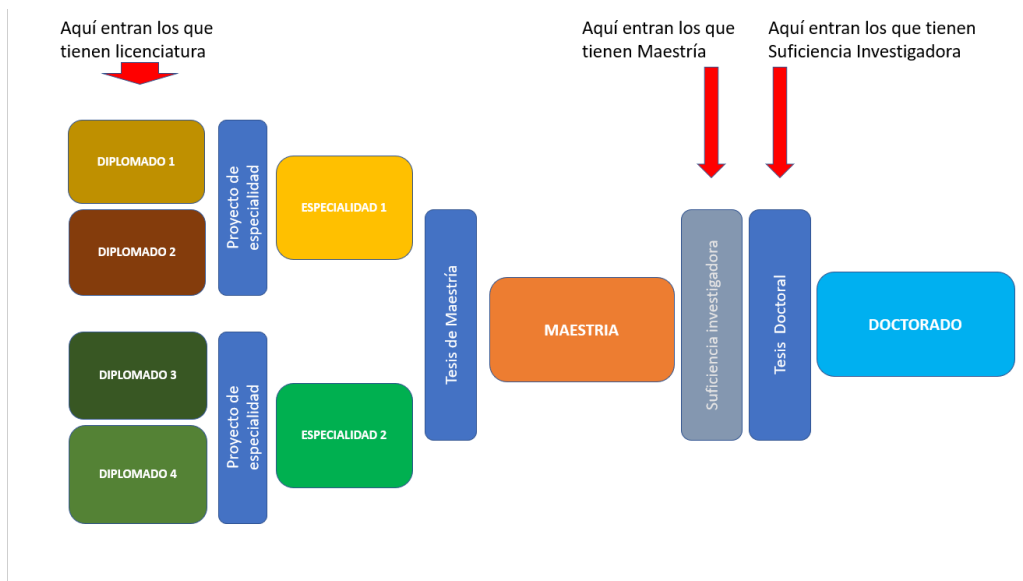 Aquí entran los que
tienen licenciatura
Aquí entran los que
tienen Maestría
Aquí entran los que tienen
Suficiencia Investigadora
DIPLOMADO 1
DIPLOMADO 2
Proyecto de
especialidad
ESPECIALIDAD 1
DIPLOMADO 3
DIPLOMADO 4
Proyecto de
especialidad
ESPECIALIDAD 2
Tesis de Maestría
MAESTRIA
Suficiencia investigadora
Tesis Doctoral
DOCTORADO